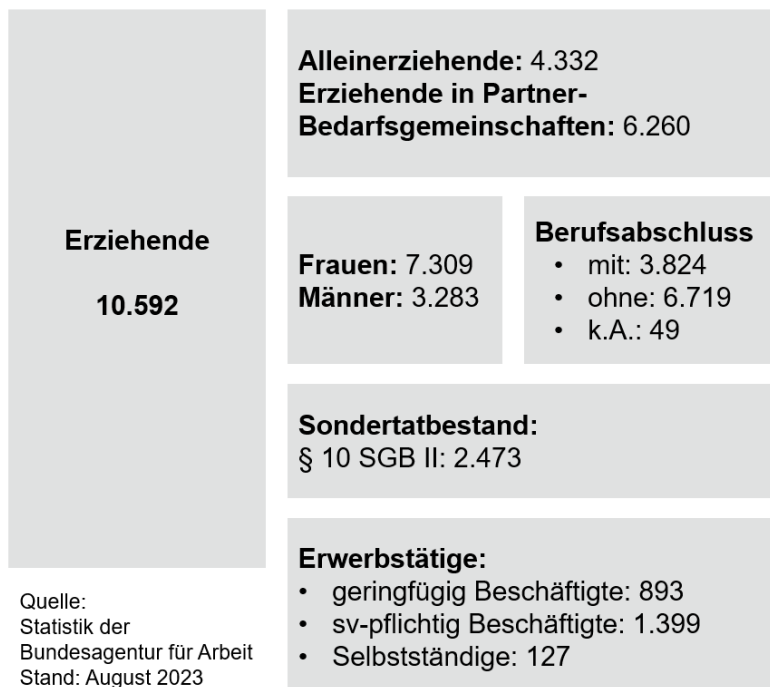 Erziehende
10.592
Alleinerziehende: 4.332
Erziehende in Partner-
Bedarfsgemeinschaften: 6.260
Frauen: 7.309
Männer: 3.283
Berufsabschluss
• mit: 3.824
• ohne: 6.719
• k.A.: 49
Sondertatbestand:
§ 10 SGB II: 2.473
Erwerbstätige:
• geringfügig Beschäftigte: 893
• sv-pflichtig Beschäftigte: 1.399
• Selbstständige: 127
Quelle:
Statistik der
Bundesagentur für Arbeit
Stand: August 2023